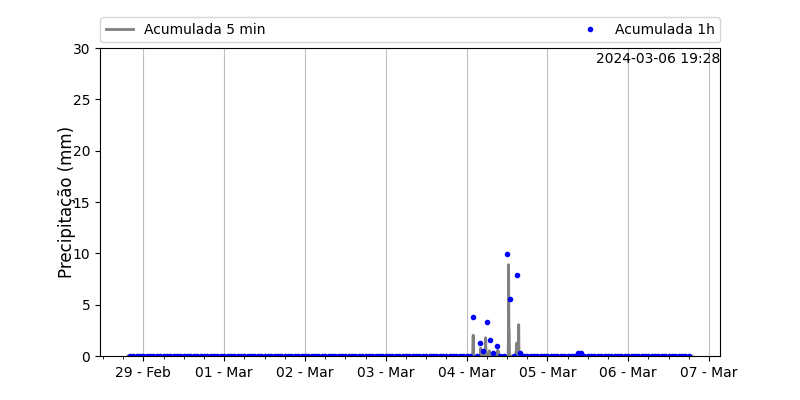 Acumulada 5 min
Acumulada 1h
2024-03-06 19:28
Precipitação (mm)
30
25
20
15
10
5
0
29 - Feb
01 - Mar
02 - Mar
03 - Mar
04 - Mar
05 - Mar
06 - Mar
07 - Mar